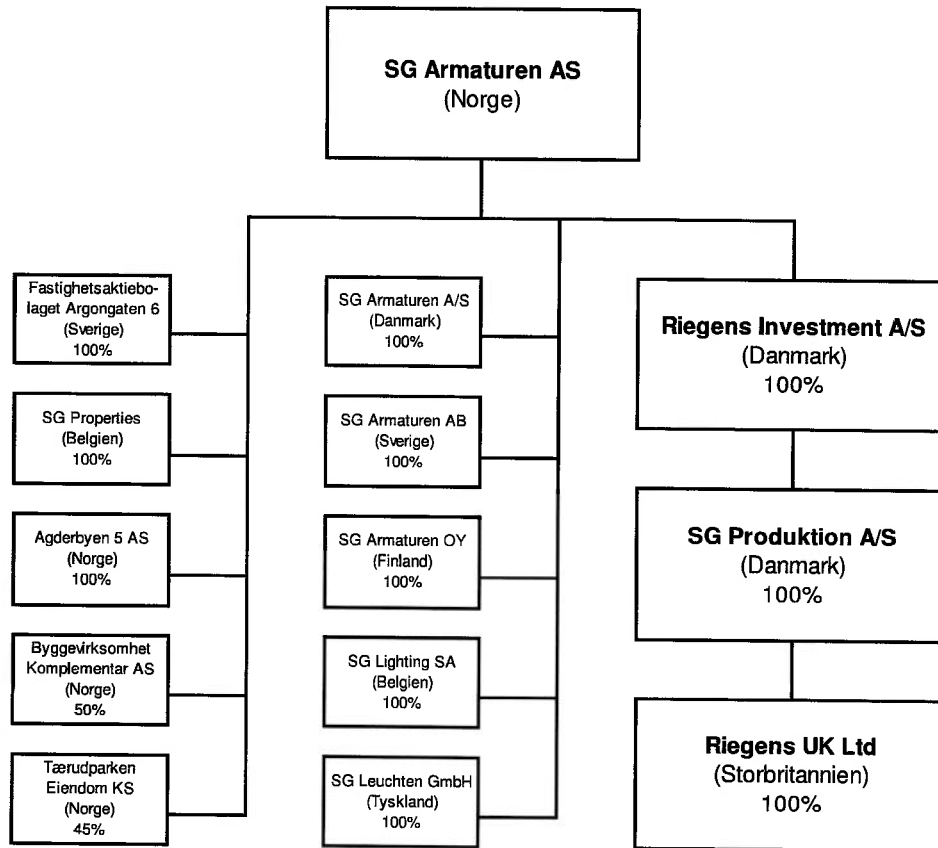 SG Armaturen AS
(Norge)
Fastighetsaktiebo-
laget Argongaten 6
(Sverige)
100%
SG Properties
(Belgien)
100%
Agderbyen 5 AS
(Norge)
100%
Byggevirksomhet
Komplementar AS
(Norge)
50%
Tærudparken
Eiendom KS
(Norge)
45%
SG Armaturen A/S
(Danmark)
100%
SG Armaturen AB
(Sverige)
100%
SG Armaturen OY
(Finland)
100%
SG Lighting SA
(Belgien)
100%
SG Leuchten GmbH
(Tyskland)
100%
Riegens Investment A/S
(Danmark)
100%
SG Produktion A/S
(Danmark)
100%
Riegens UK Ltd
(Storbritannien)
100%